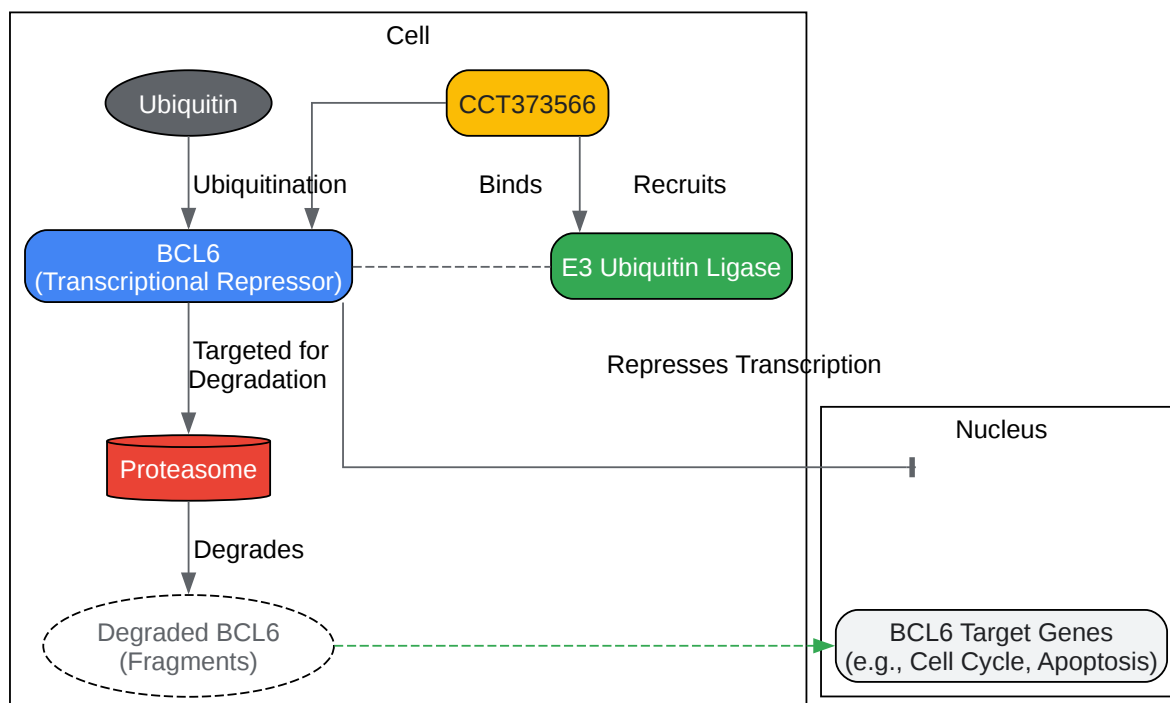 Cell
Ubiquitin
CCT373566
Ubiquitination
Binds
Recruits
BCL6
(Transcriptional Repressor)
E3 Ubiquitin Ligase
Targeted for
Degradation
Represses Transcription
Nucleus
Proteasome
Degrades
Degraded BCL6
(Fragments)
BCL6 Target Genes
(e.g., Cell Cycle, Apoptosis)